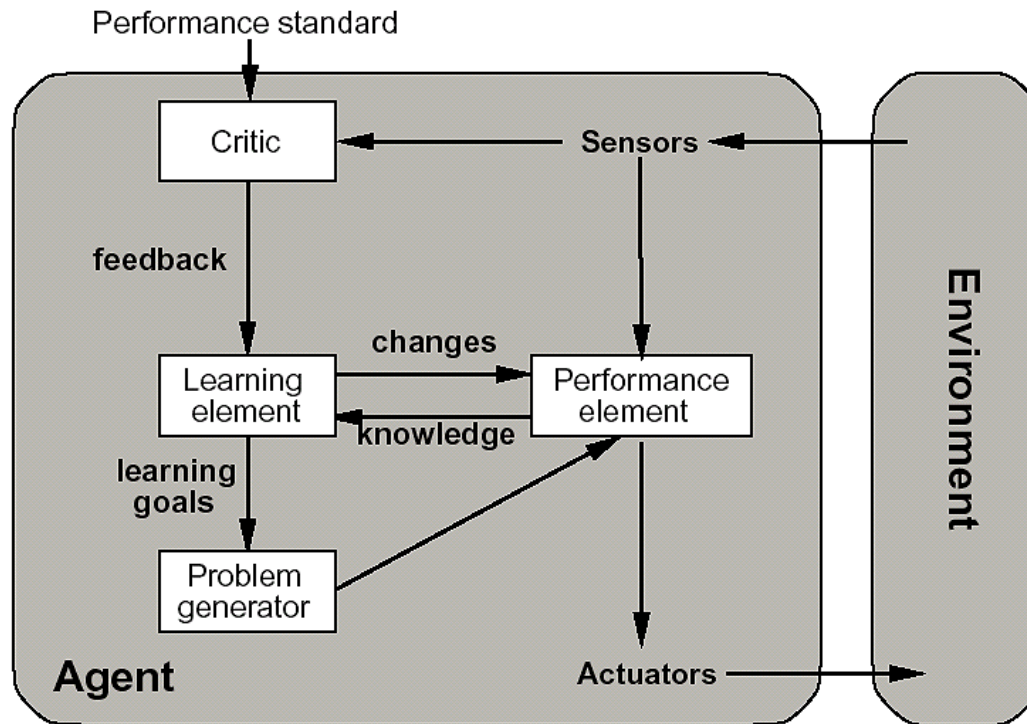 Performance standard
Critic
Sensors
feedback
changes
Learning
element
Performance
element
knowledge
learning
goals
Problem
generator
Agent
Actuators
Environment